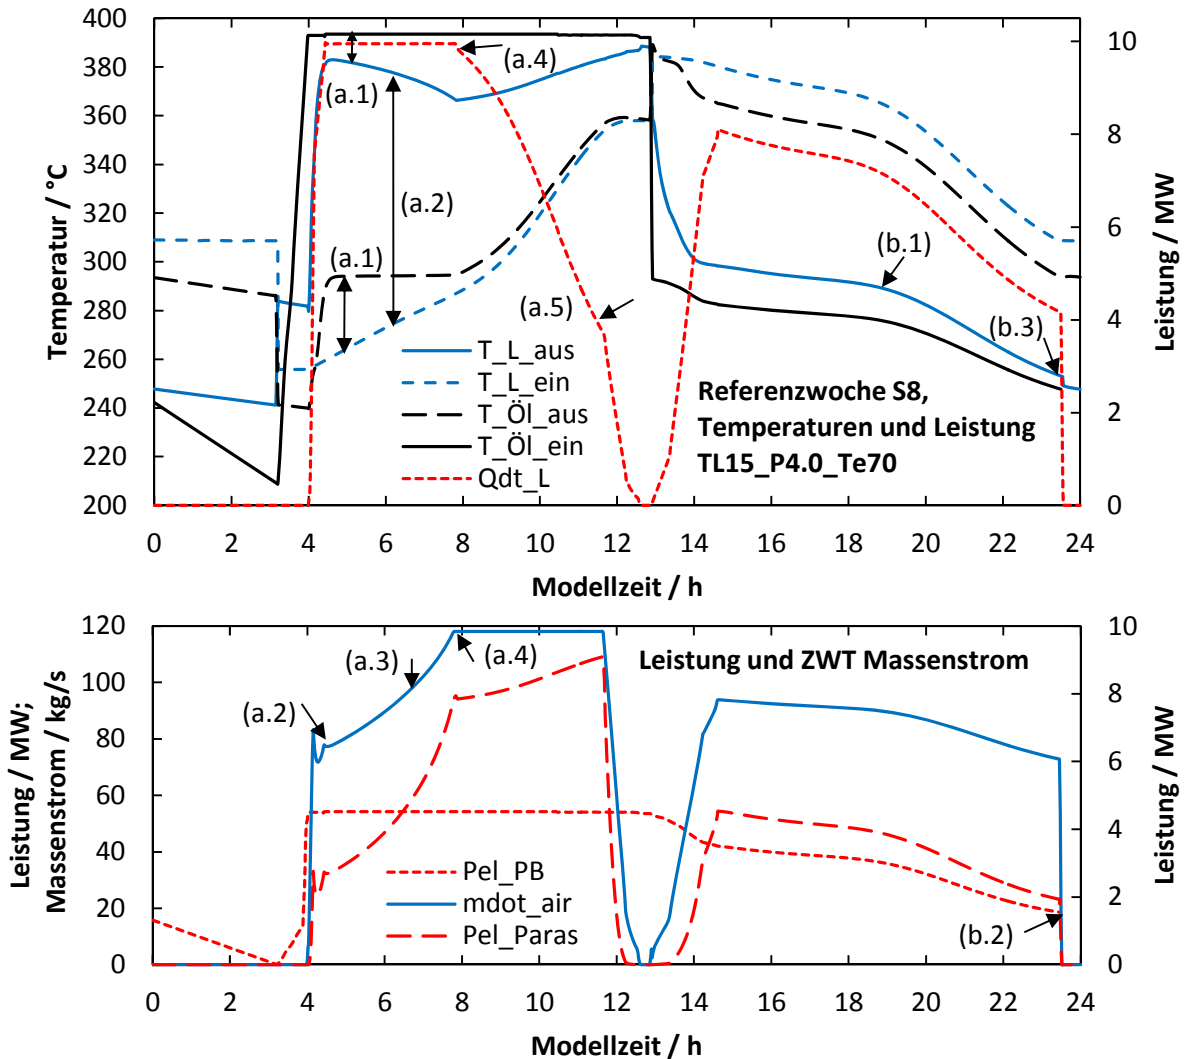 400
380
360
340
320
300
280
260
240
220
200
Temperatur / °C
10
8
6
4
2
0
Leistung / MW
(a.1)
(a.4)
(a.2)
(a.1)
(a.5)
(b.1)
(b.3)
T_L_aus
T_L_ein
T_Öl_aus
T_Öl_ein
Qdt_L
Referenzwoche S8,
Temperaturen und Leistung
TL15_P4.0_Te70
0 2 4 6 8 10 12 14 16 18 20 22 24
Modellzeit / h
120
100
80
60
40
20
0
Leistung / MW;
Massenstrom / kg/s
10
8
6
4
2
0
Leistung / MW
Leistung und ZWT Massenstrom
(a.3)
(a.4)
(a.2)
(b.2)
Pel_PB
mdot_air
Pel_Paras
0 2 4 6 8 10 12 14 16 18 20 22 24
Modellzeit / h